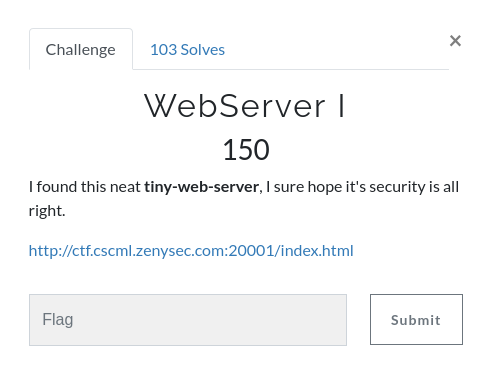 Challenge
103 Solves
×
WebServer I
150
I found this neat tiny-web-server, I sure hope it's security is all
right.
http://ctf.cscml.zenysec.com:20001/index.html
Flag
Submit